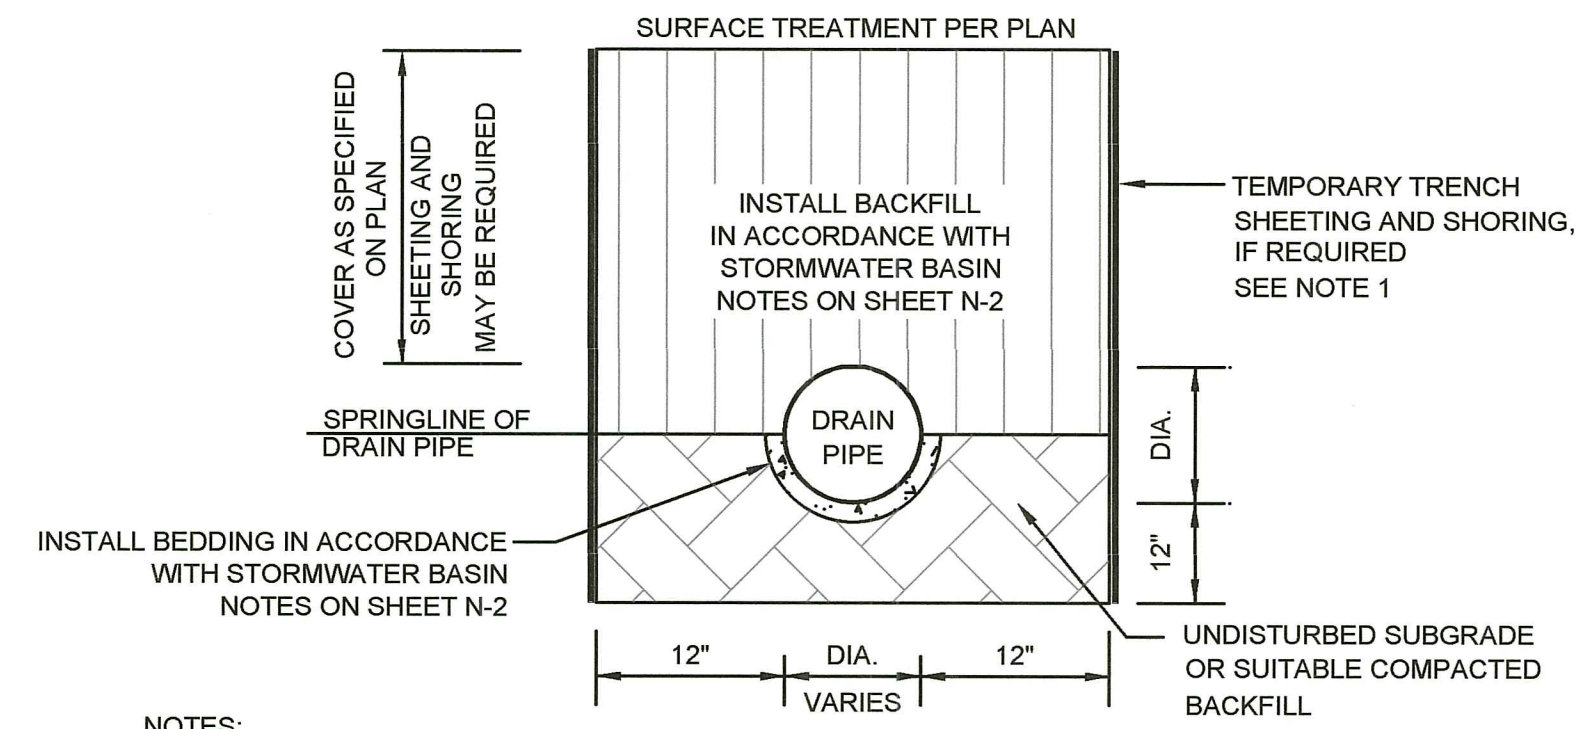 SURFACE TREATMENT PER PLAN
COVER AS SPECIFIED
ON PLAN
SHEETING AND
SHORING
MAY BE REQUIRED
INSTALL BACKFILL
IN ACCORDANCE WITH
STORMWATER BASIN
NOTES ON SHEET N-2
TEMPORARY TRENCH
SHEETING AND SHORING,
IF REQUIRED
SEE NOTE 1
SPRINGLINE OF
DRAIN PIPE
DRAIN
PIPE
DIA.
12"
INSTALL BEDDING IN ACCORDANCE
WITH STORMWATER BASIN
NOTES ON SHEET N-2
12"
DIA.
VARIES
12"
UNDISTURBED SUBGRADE
OR SUITABLE COMPACTED
BACKFILL
NOTES: